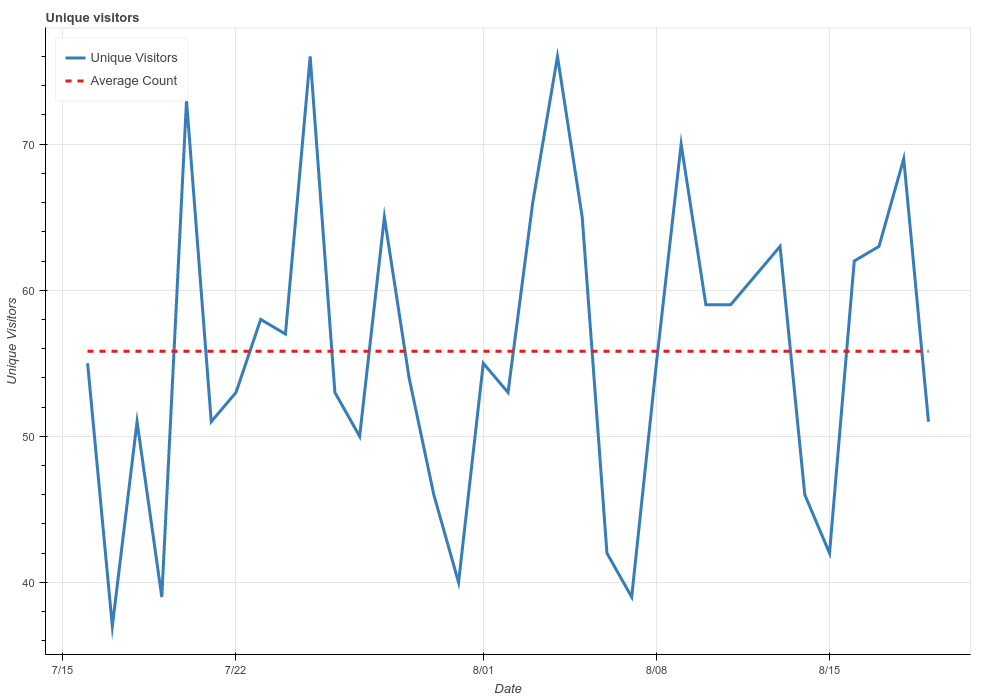 Unique visitors
Unique Visitors
Average Count
70
60
50
40
Unique Visitors
7/15
7/22
8/01
8/08
8/15
Date